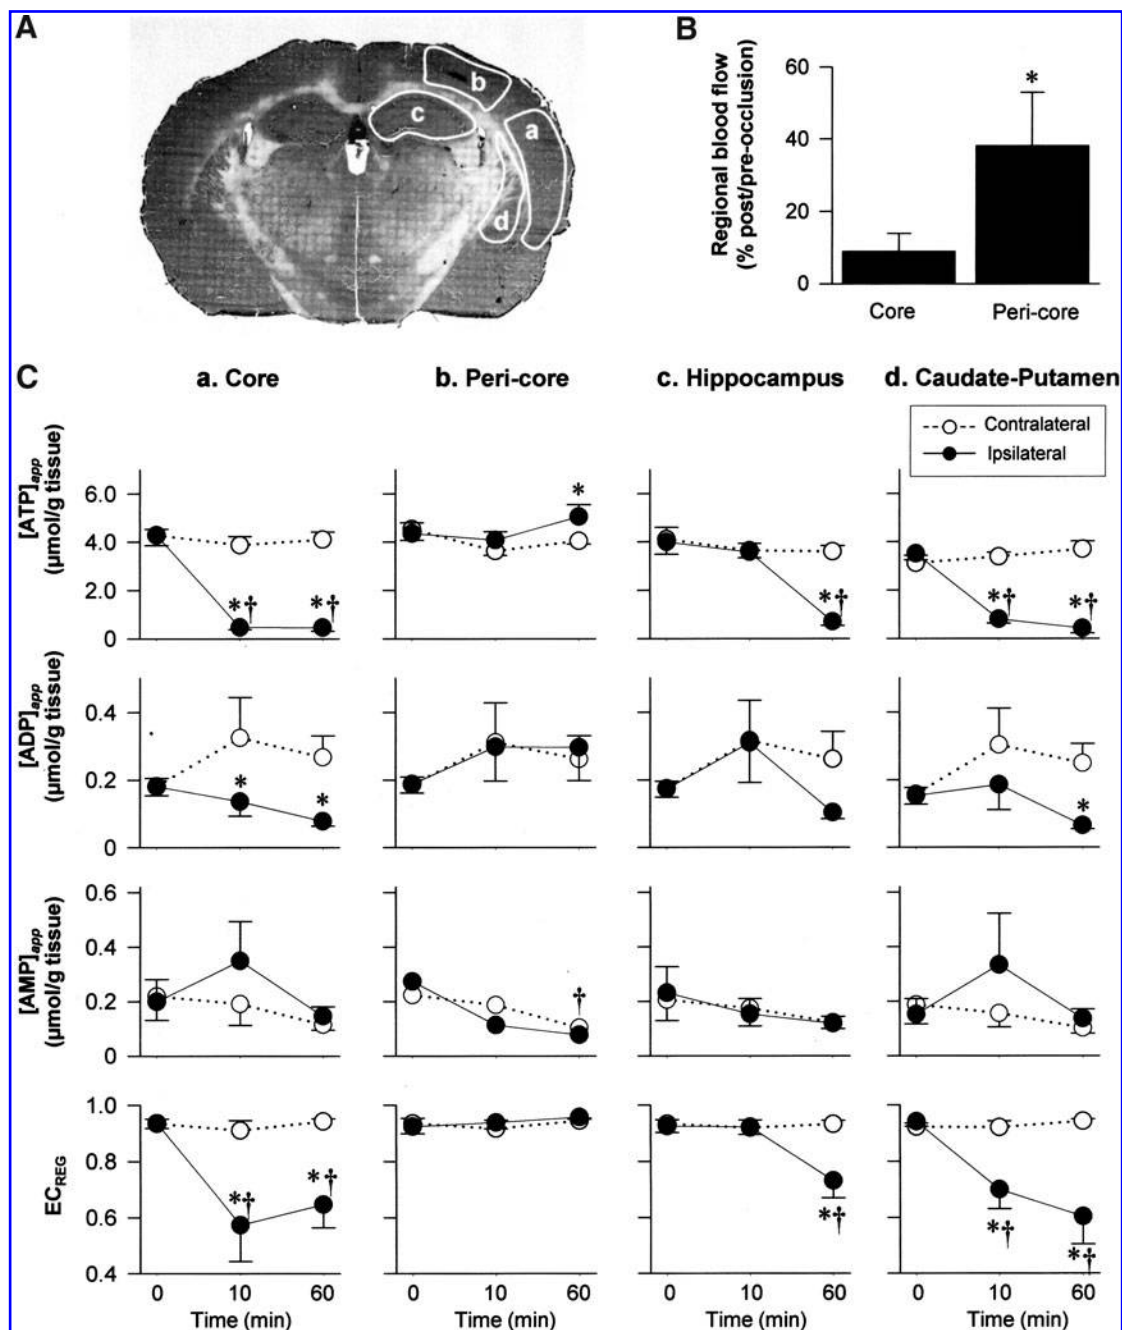 A
b
c
a
d
B
Regional blood flow
(% post/pre-occlusion)
60
40
20
0
*
Core
Peri-core
C
a. Core
b. Peri-core
c. Hippocampus
d. Caudate-Putamen
Contralateral
Ipsilateral
[ATP]app
(µmol/g tissue)
6.0
4.0
2.0
0
*†
*†
*
*†
*†
*†
[ADP]app
(µmol/g tissue)
0.4
0.2
0
*
*
*
[AMP]app
(µmol/g tissue)
0.6
0.4
0.2
0
†
ECREG
1.0
0.8
0.6
0.4
*†
*†
*†
*†
*†
0 10 60
0 10 60
0 10 60
0 10 60
Time (min)
Time (min)
Time (min)
Time (min)